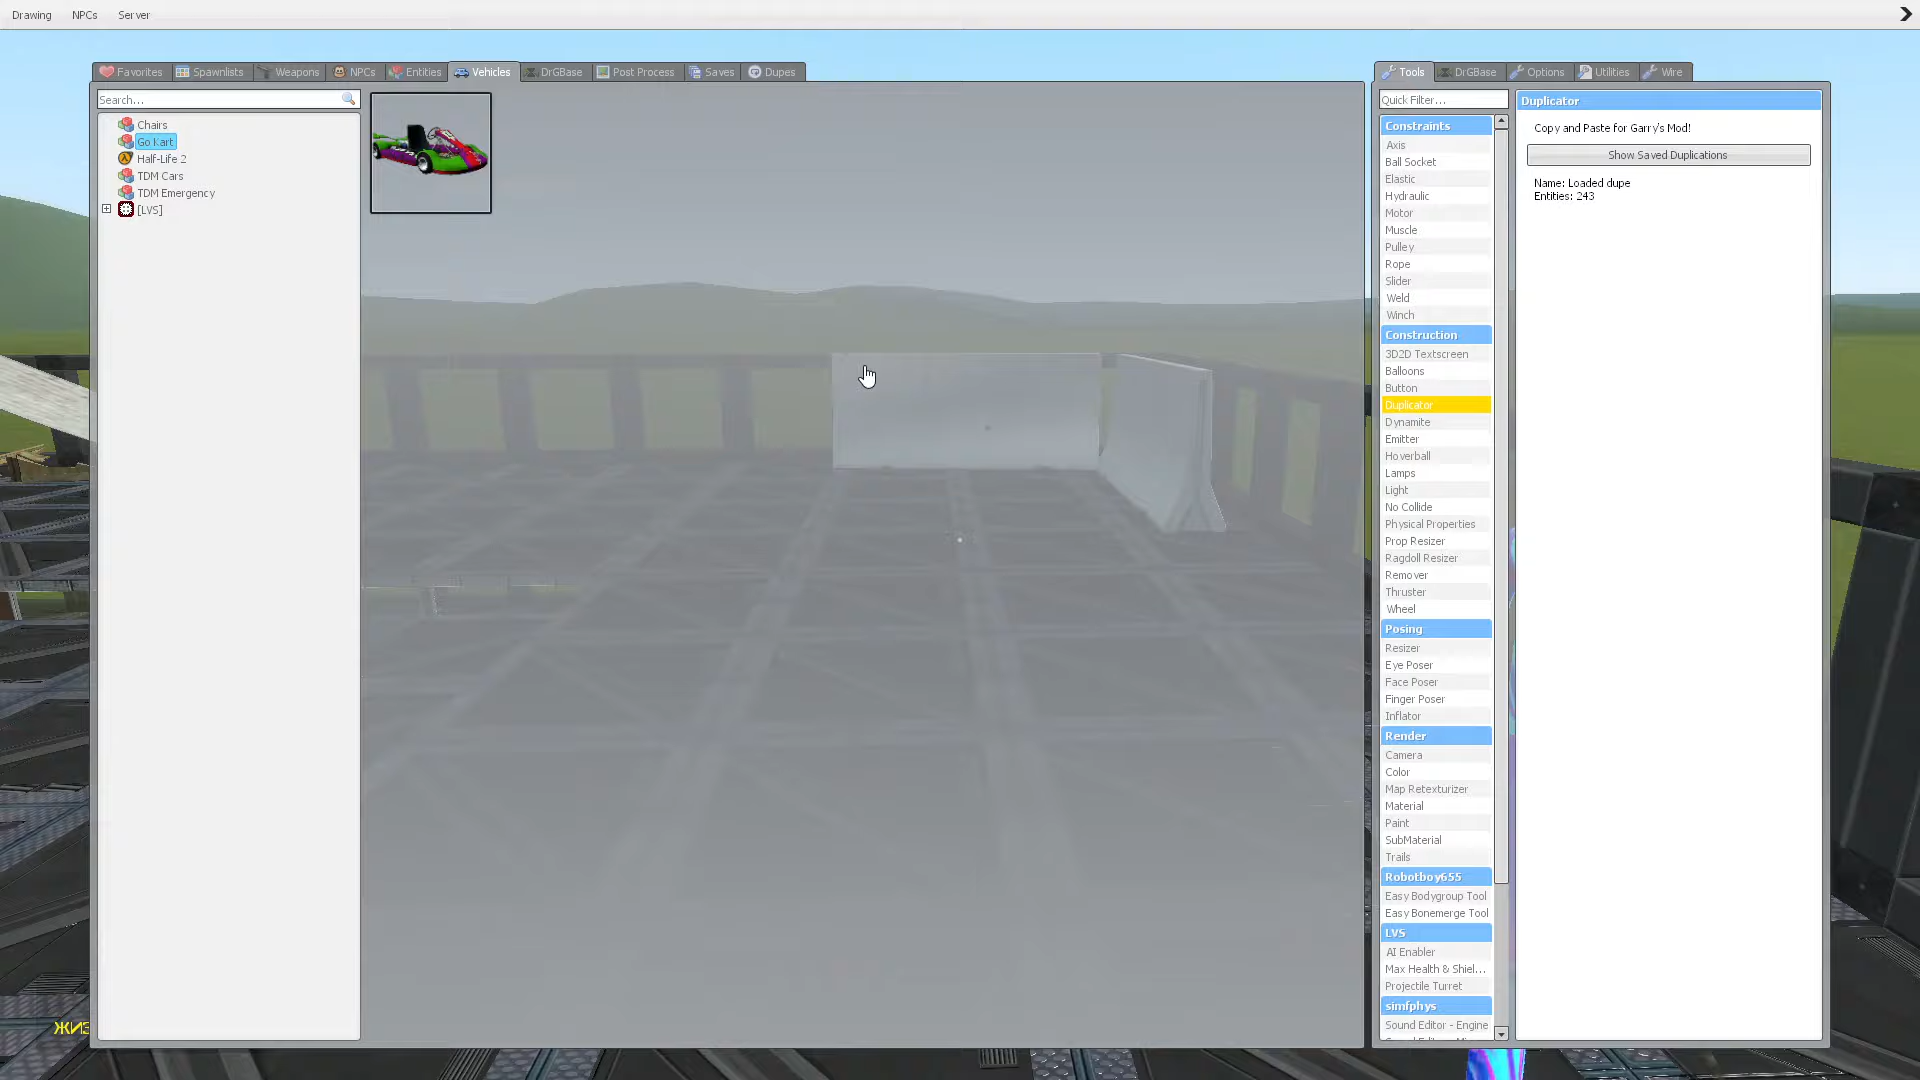 Drawing NPCs Server
Favorites Spawnlists Weapons NPCs Entities Vehicles DrGBase Post Process Saves Dupes
Search...
Chairs
Go Kart
Half-Life 2
TDM Cars
TDM Emergency
[LVS]
Tools DrGBase Options Utilities Wire
Quick Filter...
Constraints
Axis
Ball Socket
Elastic
Hydraulic
Motor
Muscle
Pulley
Rope
Slider
Weld
Winch
Construction
3D2D Textscreen
Balloons
Button
Duplicator
Dynamite
Emitter
Hoverball
Lamps
Light
No Collide
Physical Properties
Prop Resizer
Ragdoll Resizer
Remover
Thruster
Wheel
Posing
Resizer
Eye Poser
Face Poser
Finger Poser
Inflator
Render
Camera
Color
Map Retexturizer
Material
Paint
SubMaterial
Trails
Robotboy655
Easy Bodygroup Tool
Easy Bonemerge Tool
LVS
AI Enabler
Max Health & Shiel...
Projectile Turret
simfphys
Sound Editor - Engine
Duplicator
Copy and Paste for Garry's Mod!
Show Saved Duplications
Name: Loaded dupe
Entities: 243